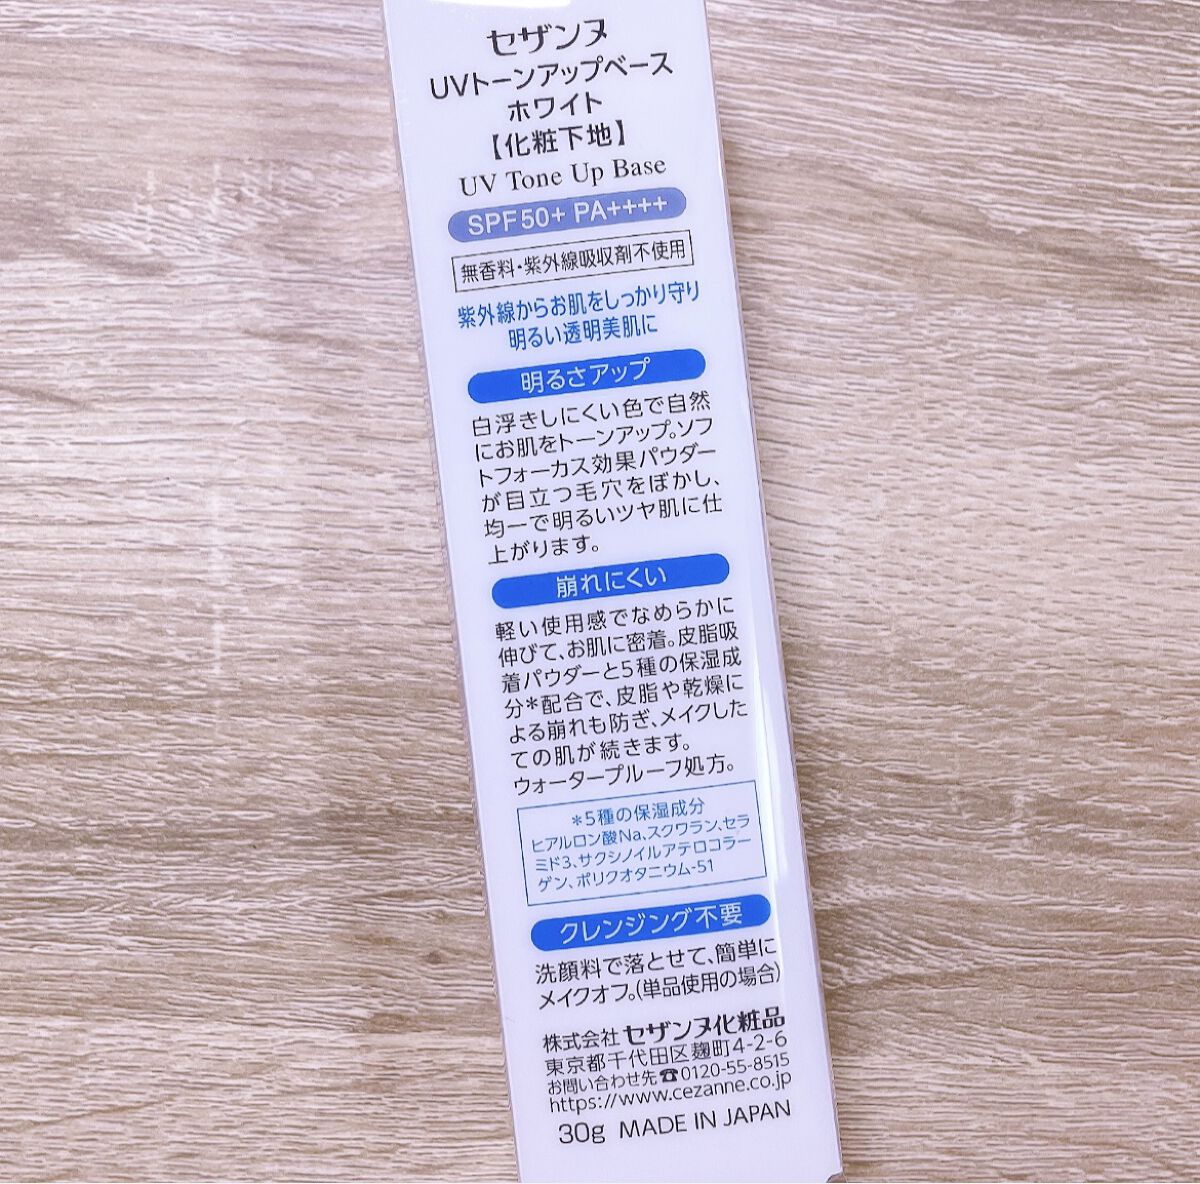 セザンヌ
UVトーンアップベース
ホワイト
【化粧下地】
UV Tone Up Base
SPF50+ PA++++
無香料・紫外線吸収剤不使用
紫外線からお肌をしっかり守り
明るい透明美肌に
明るさアップ
白浮きしにくい色で自然
にお肌をトーンアップ。ソフ
トフォーカス効果パウダー
が目立つ毛穴をぼかし、
均一で明るいツヤ肌に仕
上がります。
崩れにくい
軽い使用感でなめらかに
伸びて、お肌に密着。皮脂吸
着パウダーと5種の保湿成
分*配合で、皮脂や乾燥に
よる崩れも防ぎ、メイクした
ての肌が続きます。
ウォータープルーフ処方。
*5種の保湿成分
ヒアルロン酸Na、スクワラン、セラ
ミド3、サクシノイルアテロコラー
ゲン、ポリクオタニウム-51
クレンジング不要
洗顔料で落とせて、簡単に
メイクオフ。(単品使用の場合)
株式会社 セザンヌ化粧品
東京都千代田区麹町4-2-6
お問い合わせ先☎0120-55-8515
https://www.cezanne.co.jp
30g MADE IN JAPAN